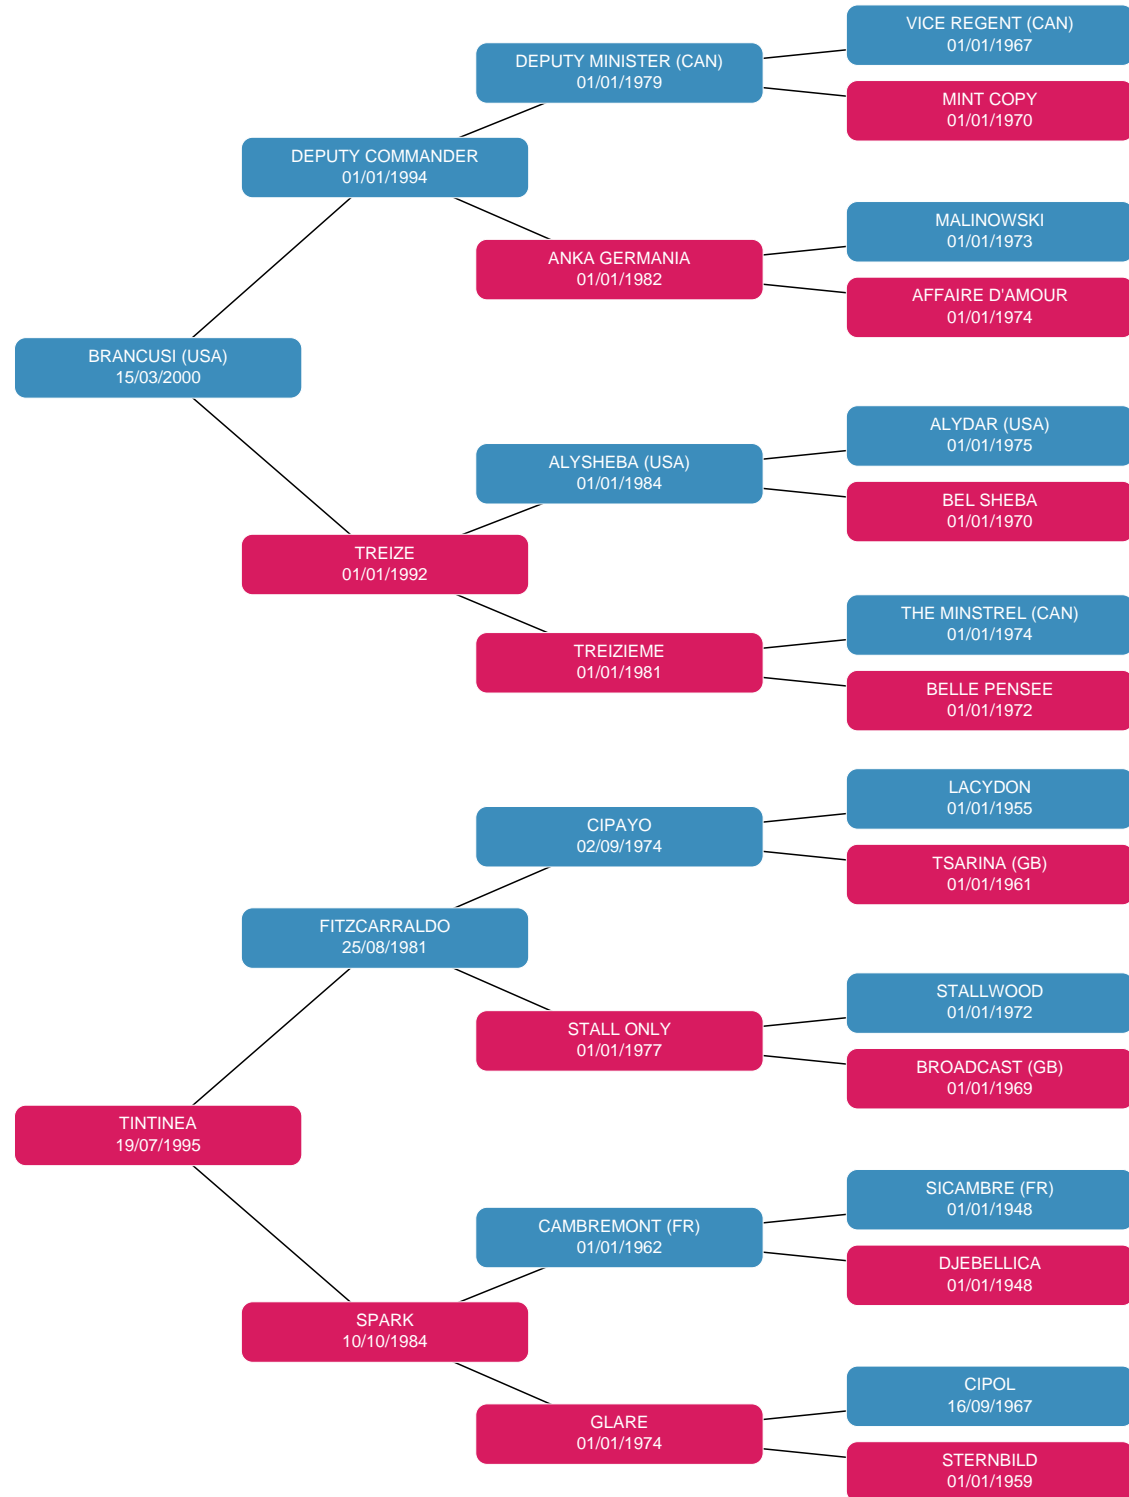 VICE REGENT (CAN)
01/01/1967
DEPUTY MINISTER (CAN)
01/01/1979
MINT COPY
01/01/1970
DEPUTY COMMANDER
01/01/1994
MALINOWSKI
01/01/1973
ANKA GERMANIA
01/01/1982
AFFAIRE D'AMOUR
01/01/1974
BRANCUSI (USA)
15/03/2000
ALYDAR (USA)
01/01/1975
ALYSHEBA (USA)
01/01/1984
BEL SHEBA
01/01/1970
TREIZE
01/01/1992
THE MINSTREL (CAN)
01/01/1974
TREIZIEME
01/01/1981
BELLE PENSEE
01/01/1972
LACYDON
01/01/1955
CIPAYO
02/09/1974
TSARINA (GB)
01/01/1961
FITZCARRALDO
25/08/1981
STALLWOOD
01/01/1972
STALL ONLY
01/01/1977
BROADCAST (GB)
01/01/1969
TINTINEA
19/07/1995
SICAMBRE (FR)
01/01/1948
CAMBREMONT (FR)
01/01/1962
DJEBELLICA
01/01/1948
SPARK
10/10/1984
CIPOL
16/09/1967
GLARE
01/01/1974
STERNBILD
01/01/1959